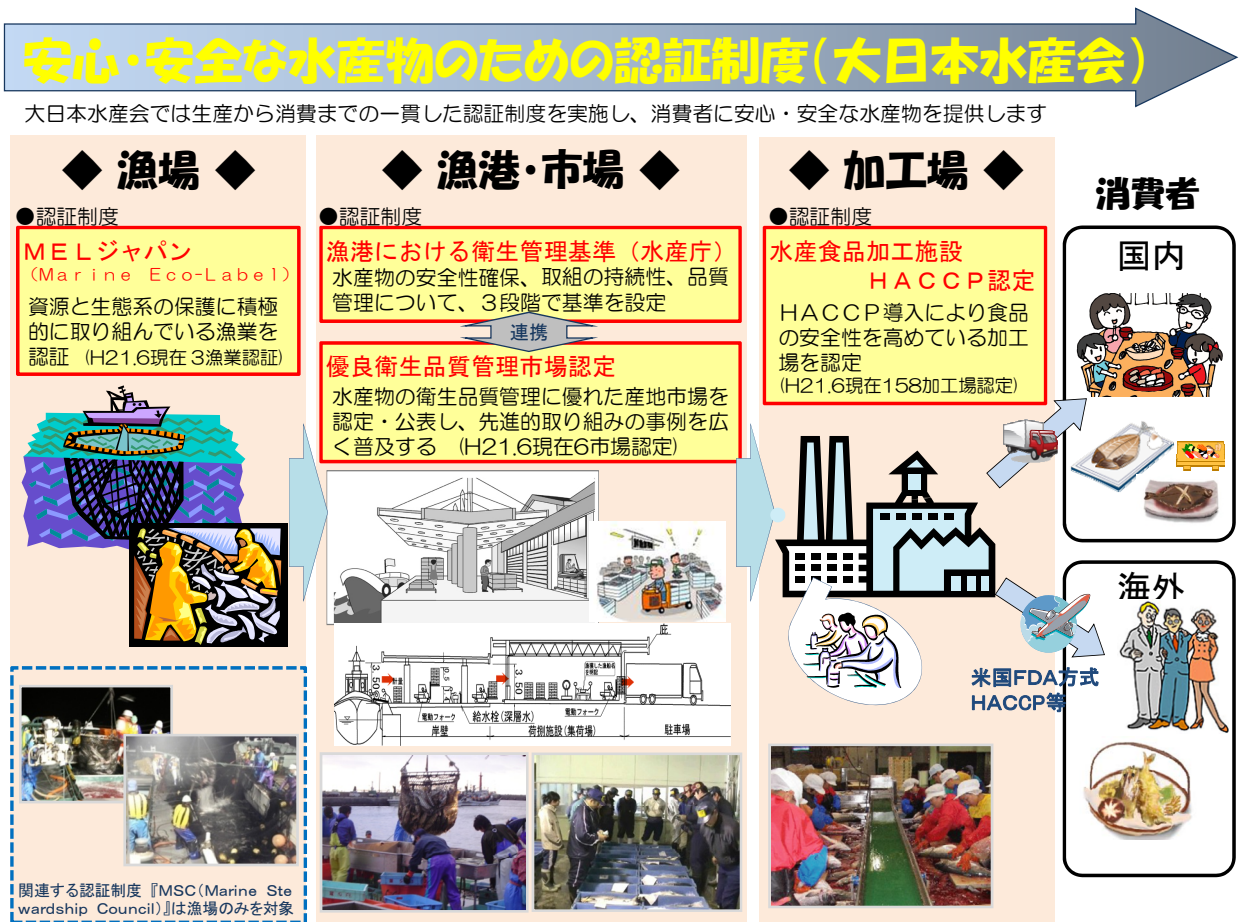 安心・安全な水産物のための認証制度(大日本水産会)
大日本水産会では生産から消費までの一貫した認証制度を実施し、消費者に安心・安全な水産物を提供します
◆ 漁場 ◆
●認証制度
ＭＥＬジャパン
(Marine Eco-Label)
資源と生態系の保護に積極
的に取り組んでいる漁業を
認証 (H21.6現在３漁業認証)
関連する認証制度『MSC(Marine Ste
wardship Council)』は漁場のみを対象
◆ 漁港・市場 ◆
●認証制度
漁港における衛生管理基準（水産庁）
水産物の安全性確保、取組の持続性、品質
管理について、３段階で基準を設定
連携
優良衛生品質管理市場認定
水産物の衛生品質管理に優れた産地市場を
認定・公表し、先進的取り組みの事例を広
く普及する (H21.6現在6市場認定)
庇
計量
3.50
電動フォーク
給水栓(深層水)
電動フォーク
岸壁
荷捌施設(集荷場)
駐車場
◆ 加工場 ◆
●認証制度
水産食品加工施設
ＨＡＣＣＰ認定
ＨＡＣＣＰ導入により食品
の安全性を高めている加工
場を認定
(H21.6現在158加工場認定)
米国FDA方式
HACCP等
消費者
国内
海外